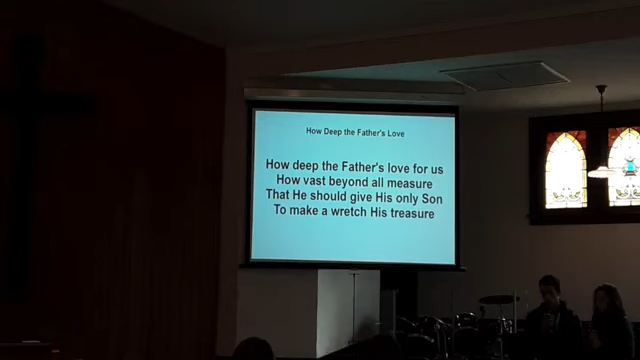 How Deep the Father's Love
How deep the Father's love for us
How vast beyond all measure
That He should give His only Son
To make a wretch His treasure